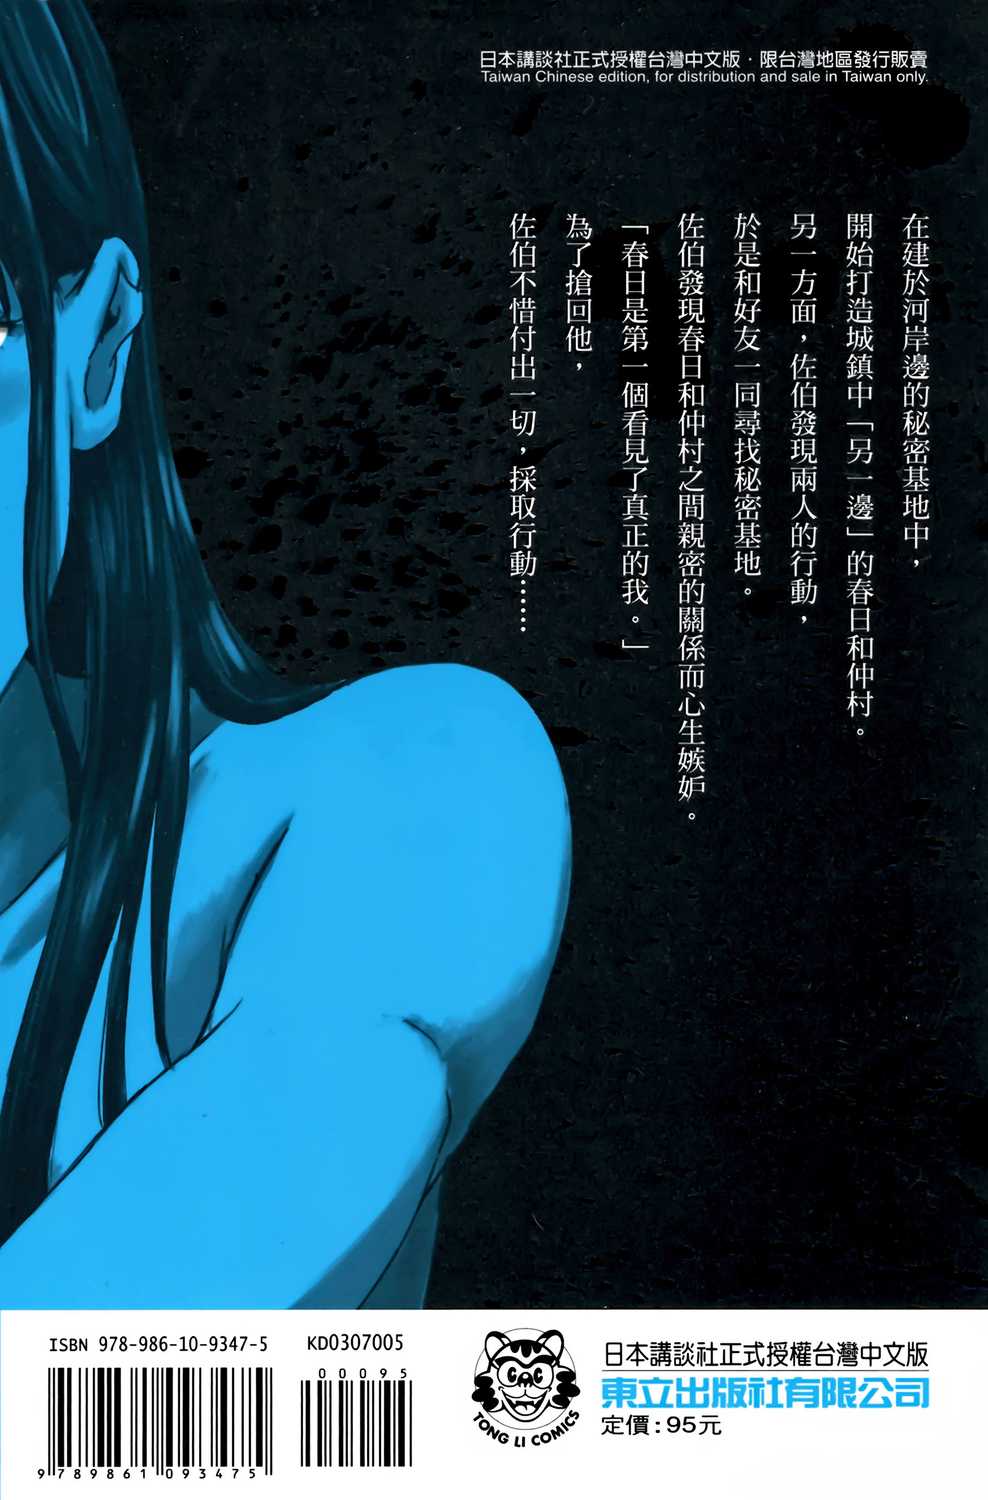 日本講談社正式授權台灣中文版・限台灣地區發行販賣
Taiwan Chinese edition, for distribution and sale in Taiwan only.
在建於河岸邊的秘密基地中，
開始打造城鎮中「另一邊」的春日和仲村。
另一方面，佐伯發現兩人的行動，
於是和好友一同尋找秘密基地。
佐伯發現春日和仲村之間親密的關係而心生嫉妒。
「春日是第一個看見了真正的我。」
為了搶回他，
佐伯不惜付出一切，採取行動……
ISBN 978-986-10-9347-5
KD0307005
00095
9789861093475
TONG LI COMICS
日本講談社正式授權台灣中文版
東立出版社有限公司
定價：95元